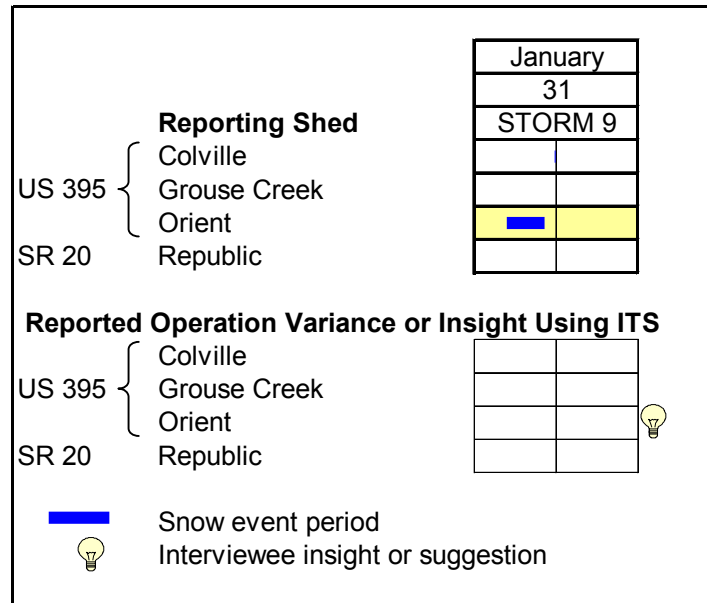 January
31
Reporting Shed STORM 9
Colville
US 395 Grouse Creek
Orient
SR 20 Republic
Reported Operation Variance or Insight Using ITS
Colville
US 395 Grouse Creek
Orient
SR 20 Republic
Snow event period
Interviewee insight or suggestion